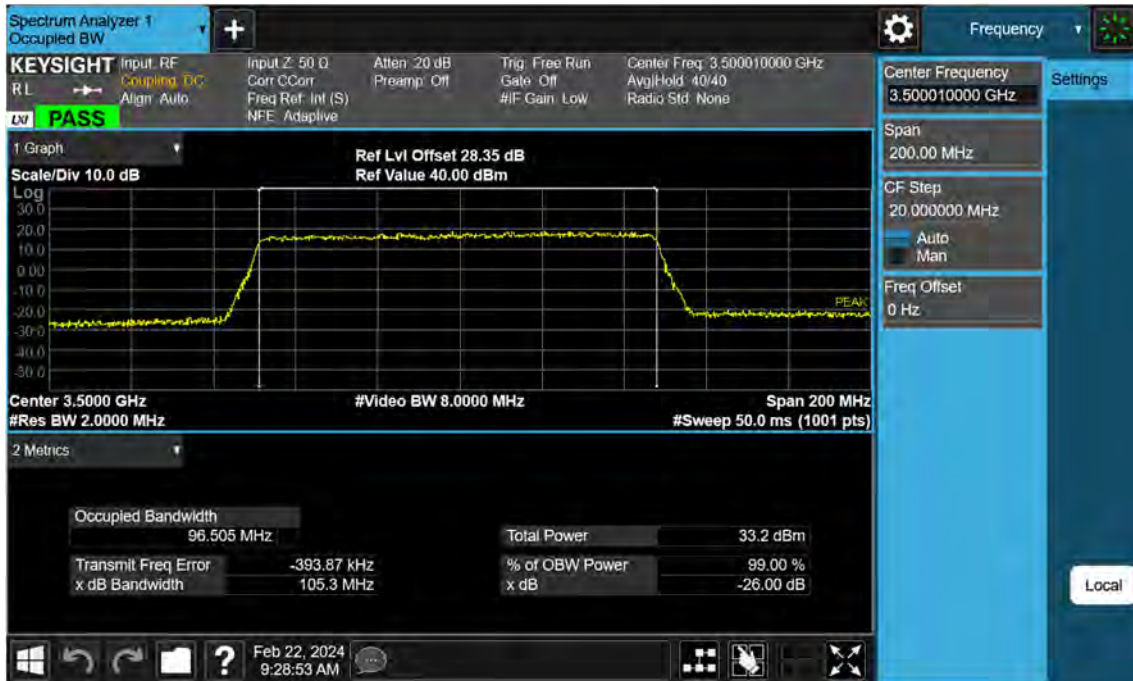 Spectrum Analyzer 1
Occupied BW
+
Frequency
KEYSIGHT
RL
LXI PASS
Input: RF
Coupling: DC
Align: Auto
Input Z: 50 Ω
Corr CCorr
Freq Ref: Int (S)
NFE: Adaptive
Atten: 20 dB
Preamp: Off
Trig: Free Run
Gate: Off
#IF Gain: Low
Center Freq: 3.500010000 GHz
Avg|Hold: 40/40
Radio Std: None
1 Graph
Scale/Div 10.0 dB
Ref Lvl Offset 28.35 dB
Ref Value 40.00 dBm
Log
30.0
20.0
10.0
0.00
-10.0
-20.0
-30.0
-40.0
-50.0
PEAK
Center 3.5000 GHz
#Video BW 8.0000 MHz
Span 200 MHz
#Res BW 2.0000 MHz
#Sweep 50.0 ms (1001 pts)
2 Metrics
Occupied Bandwidth
96.505 MHz
Total Power 33.2 dBm
Transmit Freq Error -393.87 kHz
% of OBW Power 99.00 %
x dB Bandwidth 105.3 MHz
x dB -26.00 dB
Center Frequency
3.500010000 GHz
Settings
Span
200.00 MHz
CF Step
20.000000 MHz
Auto
Man
Freq Offset
0 Hz
Local
?
Feb 22, 2024
9:28:53 AM